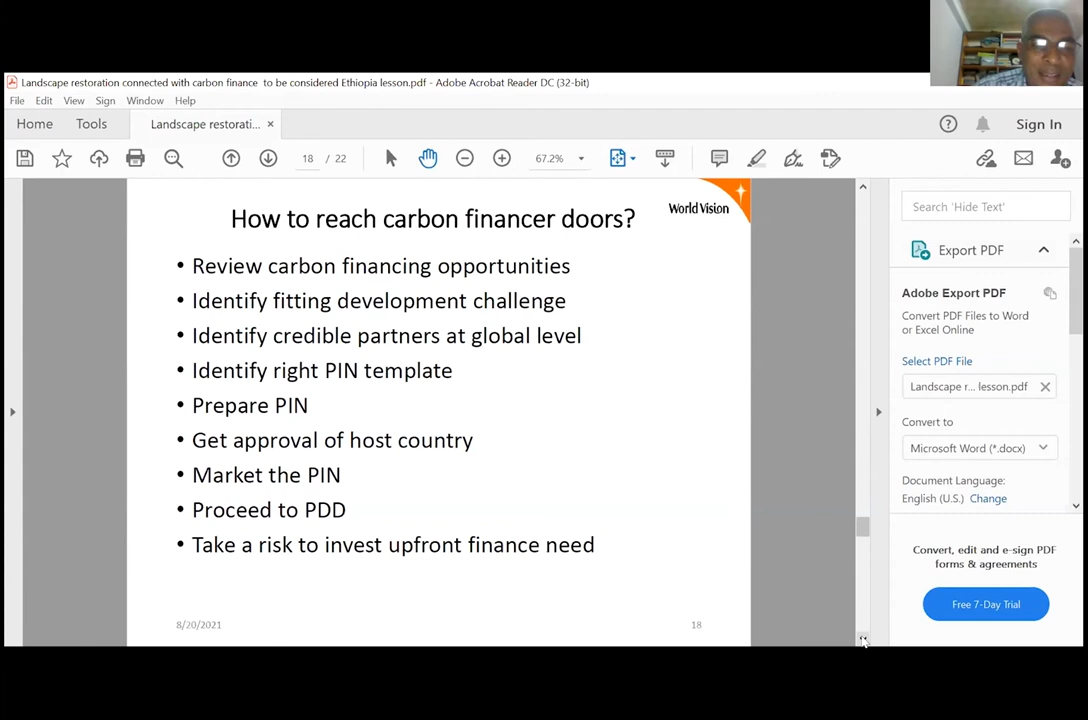 Landscape restoration connected with carbon finance  to be considered Ethiopia lesson.pdf - Adobe Acrobat Reader DC (32-bit)
File Edit View Sign Window Help
Home Tools Landscape restorati... × Sign In
18 / 22 67.2%
How to reach carbon financer doors?
World Vision
• Review carbon financing opportunities
• Identify fitting development challenge
• Identify credible partners at global level
• Identify right PIN template
• Prepare PIN
• Get approval of host country
• Market the PIN
• Proceed to PDD
• Take a risk to invest upfront finance need
8/20/2021 18
Search 'Hide Text'
Export PDF
Adobe Export PDF
Convert PDF Files to Word
or Excel Online
Select PDF File
Landscape r... lesson.pdf
Convert to
Microsoft Word (*.docx)
Document Language:
English (U.S.) Change
Convert, edit and e-sign PDF
forms & agreements
Free 7-Day Trial